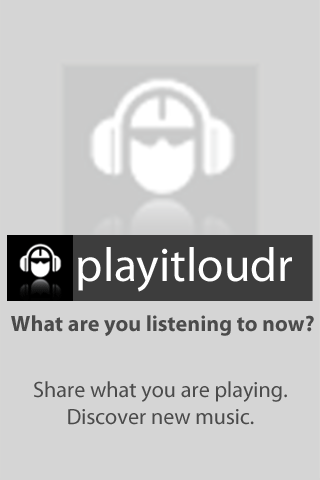 playitloudr
What are you listening to now?
Share what you are playing.
Discover new music.